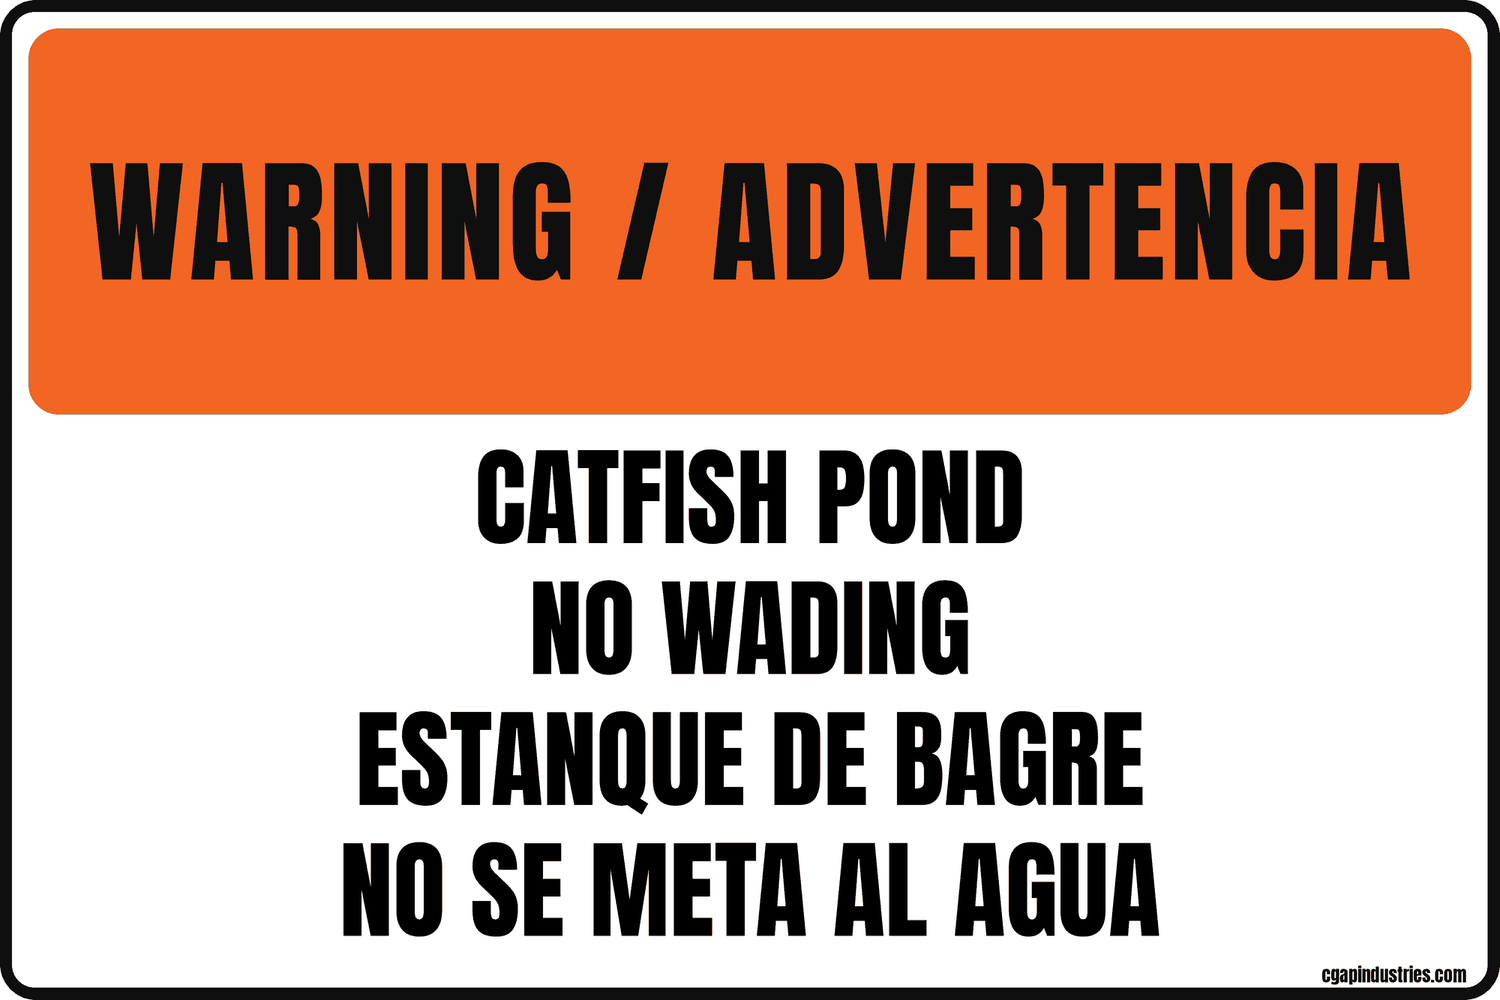 WARNING / ADVERTENCIA
CATFISH POND
NO WADING
ESTANQUE DE BAGRE
NO SE META AL AGUA
cgapindustries.com